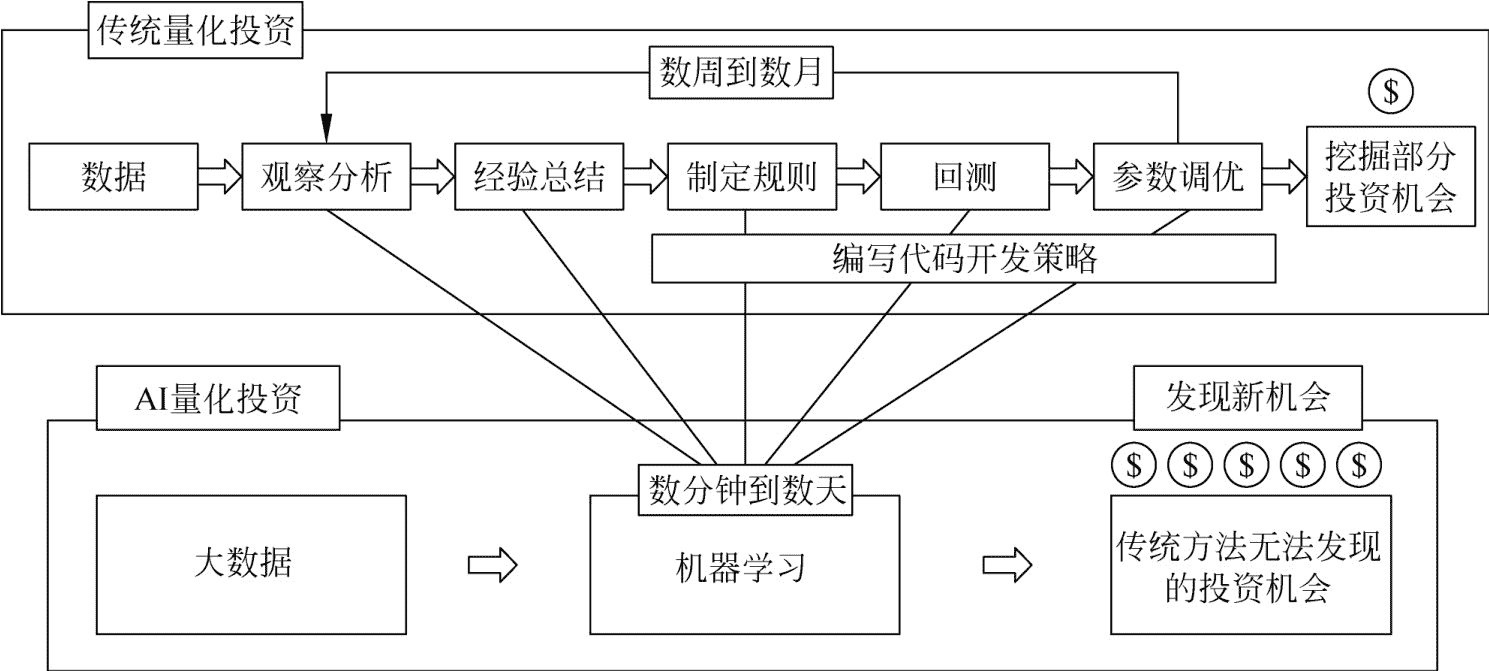 传统量化投资
数周到数月
$
数据
观察分析
经验总结
制定规则
回测
参数调优
挖掘部分
投资机会
编写代码开发策略
AI量化投资
发现新机会
$ $ $ $ $
数分钟到数天
大数据
机器学习
传统方法无法发现
的投资机会